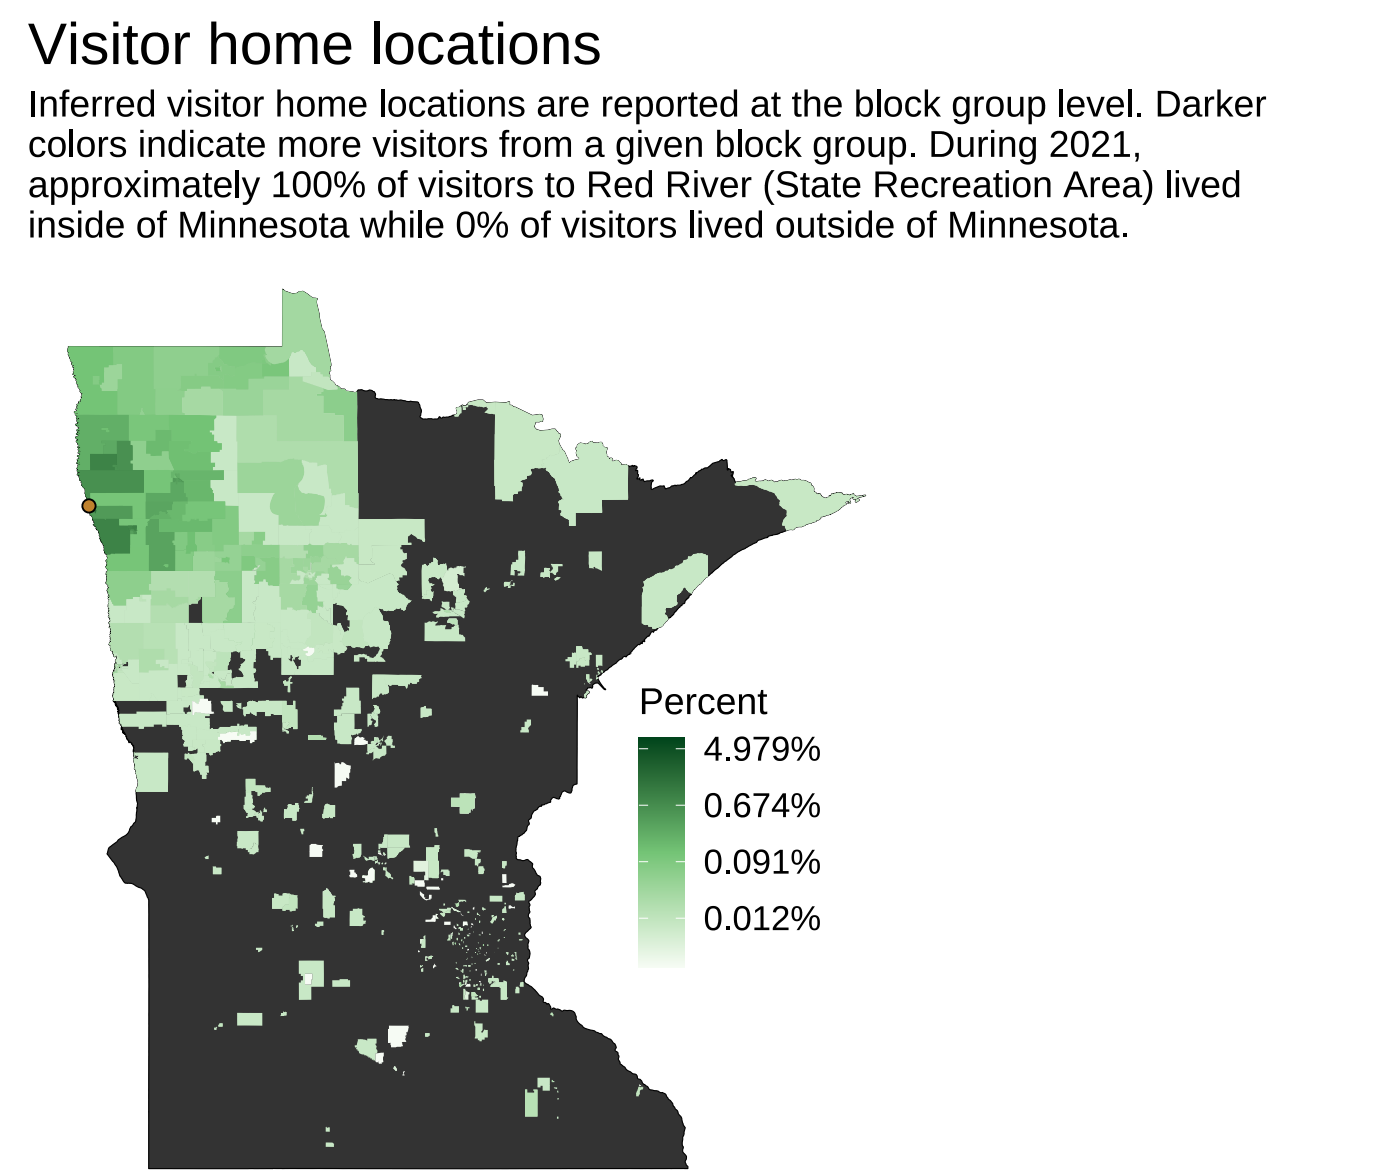 Visitor home locations
Inferred visitor home locations are reported at the block group level. Darker
colors indicate more visitors from a given block group. During 2021,
approximately 100% of visitors to Red River (State Recreation Area) lived
inside of Minnesota while 0% of visitors lived outside of Minnesota.
Percent
4.979%
0.674%
0.091%
0.012%